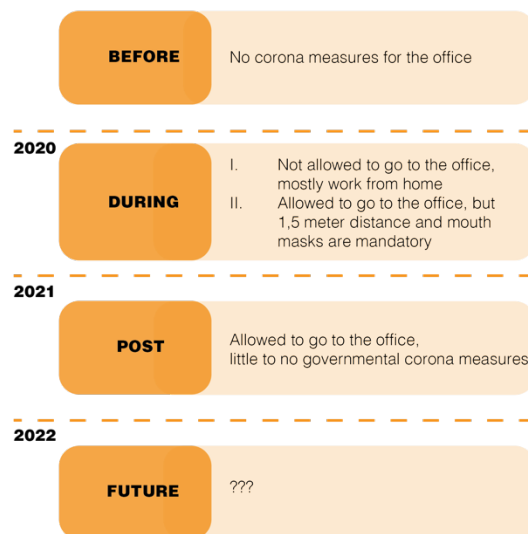 BEFORE
No corona measures for the office
2020
DURING
I. Not allowed to go to the office,
mostly work from home
II. Allowed to go to the office, but
1,5 meter distance and mouth
masks are mandatory
2021
POST
Allowed to go to the office,
little to no governmental corona measures
2022
FUTURE
???